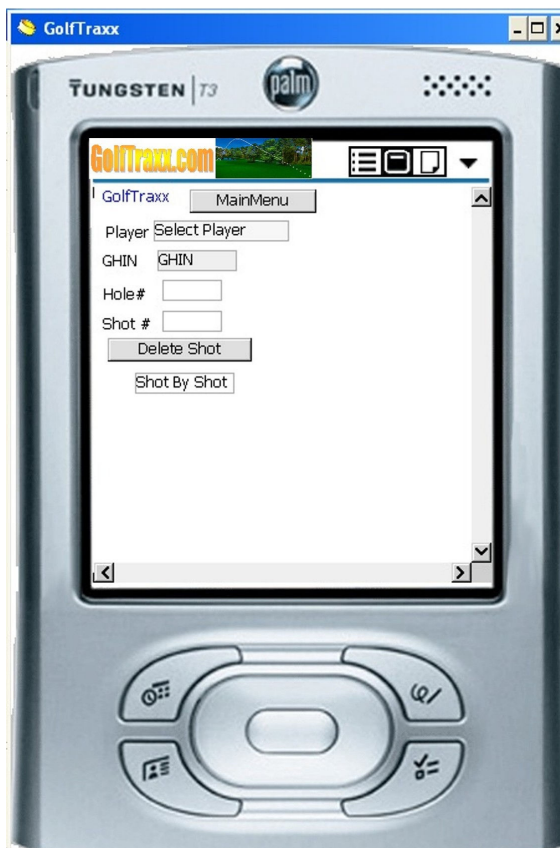 GolfTraxx
TUNGSTEN | T3
palm
GolfTraxx.com
GolfTraxx MainMenu
Player Select Player
GHIN GHIN
Hole#
Shot #
Delete Shot
Shot By Shot